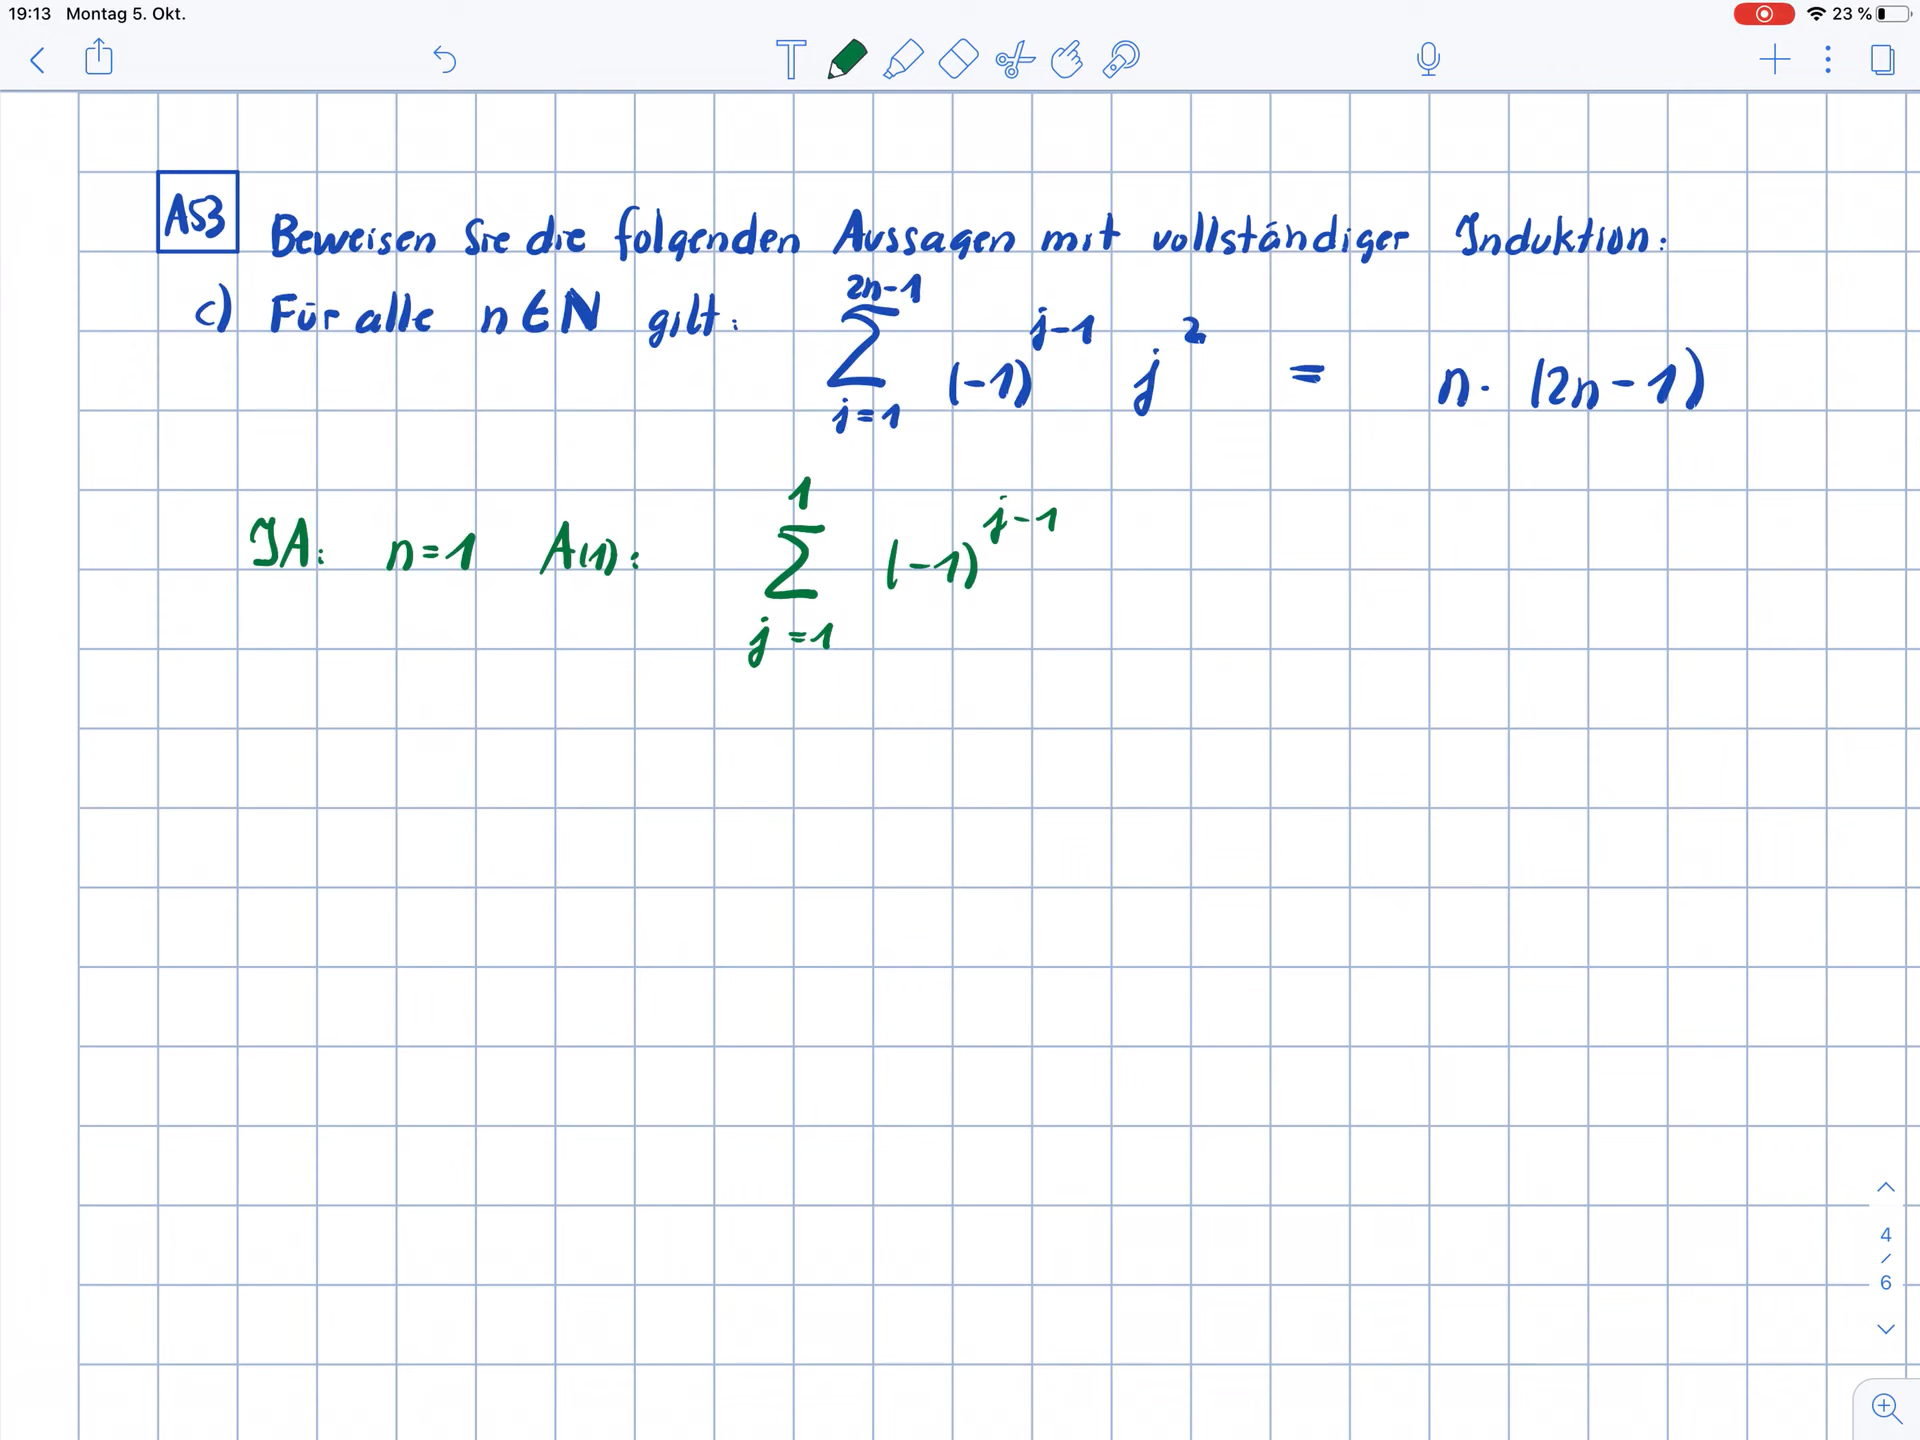 19:13 Montag 5. Okt. 23 %
T
A53 Beweisen Sie die folgenden Aussagen mit vollständiger Induktion:
c) Für alle n∈ℕ gilt: ∑_{j=1}^{2n-1} (-1)^{j-1} j^2 = n · (2n-1)
IA: n=1 A(1): ∑_{j=1}^{1} (-1)^{j-1}
4
/
6